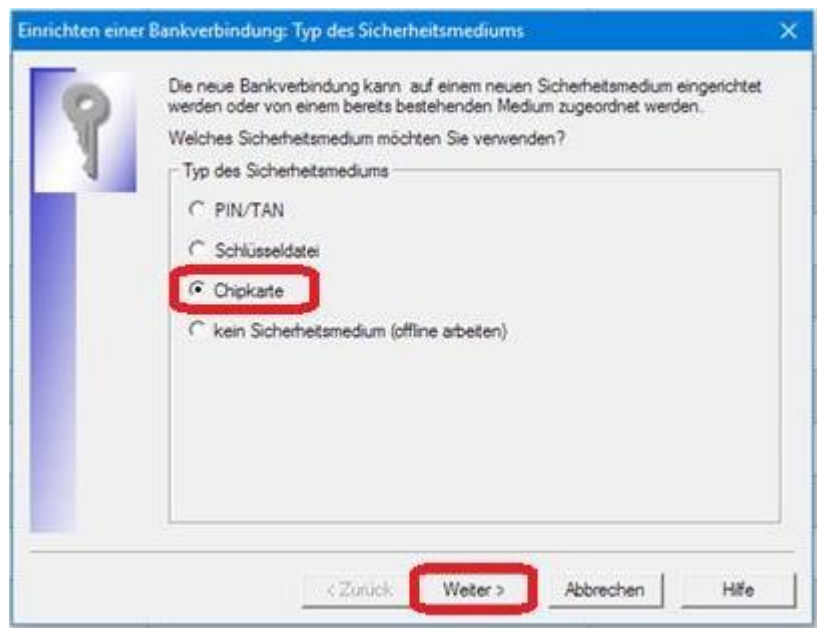 Einrichten einer Bankverbindung: Typ des Sicherheitsmediums
Die neue Bankverbindung kann auf einem neuen Sicherheitsmedium eingerichtet
werden oder von einem bereits bestehenden Medium zugeordnet werden.
Welches Sicherheitsmedium möchten Sie verwenden?
Typ des Sicherheitsmediums
PIN/TAN
Schlüsseldatei
Chipkarte
kein Sicherheitsmedium (offline arbeiten)
< Zurück Weiter > Abbrechen Hilfe